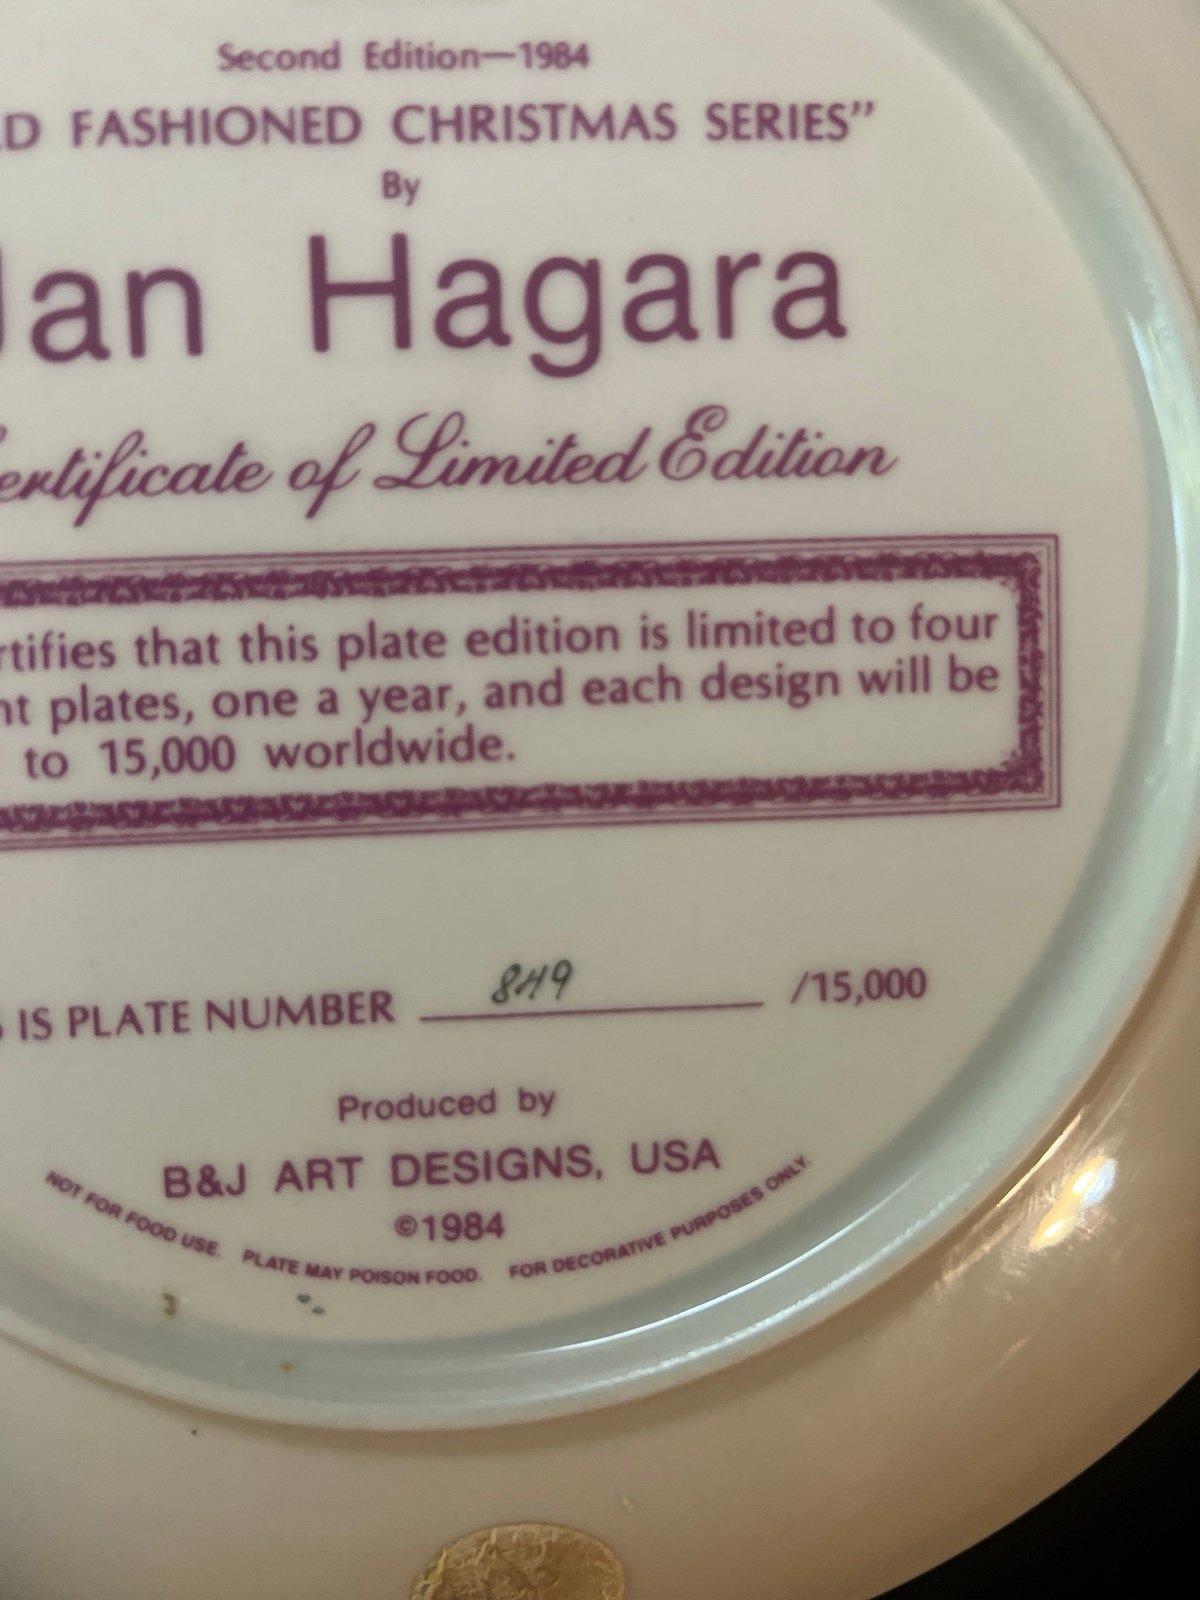 Second Edition—1984
LD FASHIONED CHRISTMAS SERIES”
By
Jan Hagara
Certificate of Limited Edition
rtifies that this plate edition is limited to four
nt plates, one a year, and each design will be
to 15,000 worldwide.
IS PLATE NUMBER 849 /15,000
Produced by
B&J ART DESIGNS, USA
©1984
NOT FOR FOOD USE. PLATE MAY POISON FOOD. FOR DECORATIVE PURPOSES ONLY.